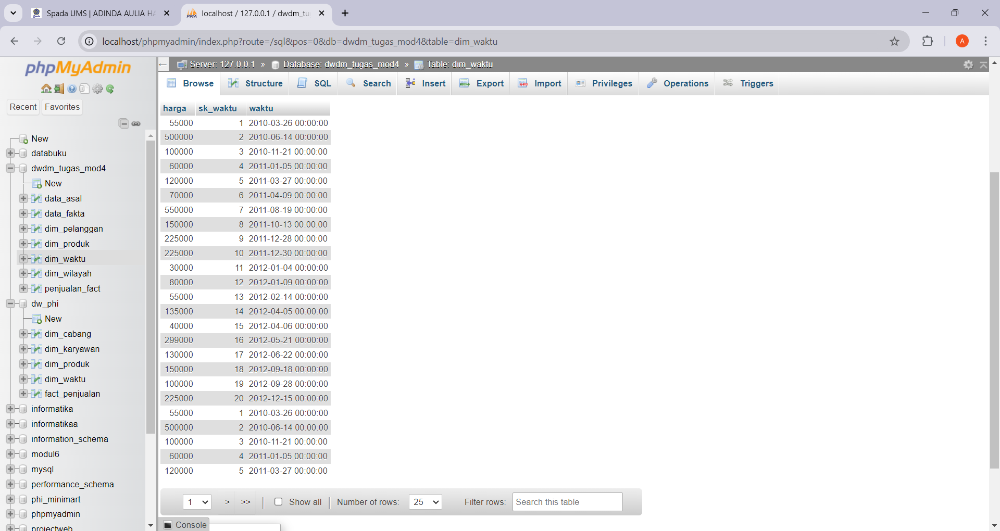 Spada UMS | ADINDA AULIA HA
localhost / 127.0.0.1 / dwdm_tu
localhost/phpmyadmin/index.php?route=/sql&pos=0&db=dwdm_tugas_mod4&table=dim_waktu
A
phpMyAdmin
Recent
Favorites
New
databuku
dwdm_tugas_mod4
New
data_asal
data_fakta
dim_pelanggan
dim_produk
dim_waktu
dim_wilayah
penjualan_fact
dw_phi
New
dim_cabang
dim_karyawan
dim_produk
dim_waktu
fact_penjualan
informatika
informatikaa
information_schema
modul6
mysql
performance_schema
phi_minimart
phpmyadmin
projectweb
Server: 127.0.0.1 » Database: dwdm_tugas_mod4 » Table: dim_waktu
Browse Structure SQL Search Insert Export Import Privileges Operations Triggers
harga sk_waktu waktu
55000 1 2010-03-26 00:00:00
500000 2 2010-06-14 00:00:00
100000 3 2010-11-21 00:00:00
60000 4 2011-01-05 00:00:00
120000 5 2011-03-27 00:00:00
70000 6 2011-04-09 00:00:00
550000 7 2011-08-19 00:00:00
150000 8 2011-10-13 00:00:00
225000 9 2011-12-28 00:00:00
225000 10 2011-12-30 00:00:00
30000 11 2012-01-04 00:00:00
80000 12 2012-01-09 00:00:00
55000 13 2012-02-14 00:00:00
135000 14 2012-04-05 00:00:00
40000 15 2012-04-06 00:00:00
299000 16 2012-05-21 00:00:00
130000 17 2012-06-22 00:00:00
150000 18 2012-09-18 00:00:00
100000 19 2012-09-28 00:00:00
225000 20 2012-12-15 00:00:00
55000 1 2010-03-26 00:00:00
500000 2 2010-06-14 00:00:00
100000 3 2010-11-21 00:00:00
60000 4 2011-01-05 00:00:00
120000 5 2011-03-27 00:00:00
1 > >> | Show all | Number of rows: 25 Filter rows: Search this table
Console